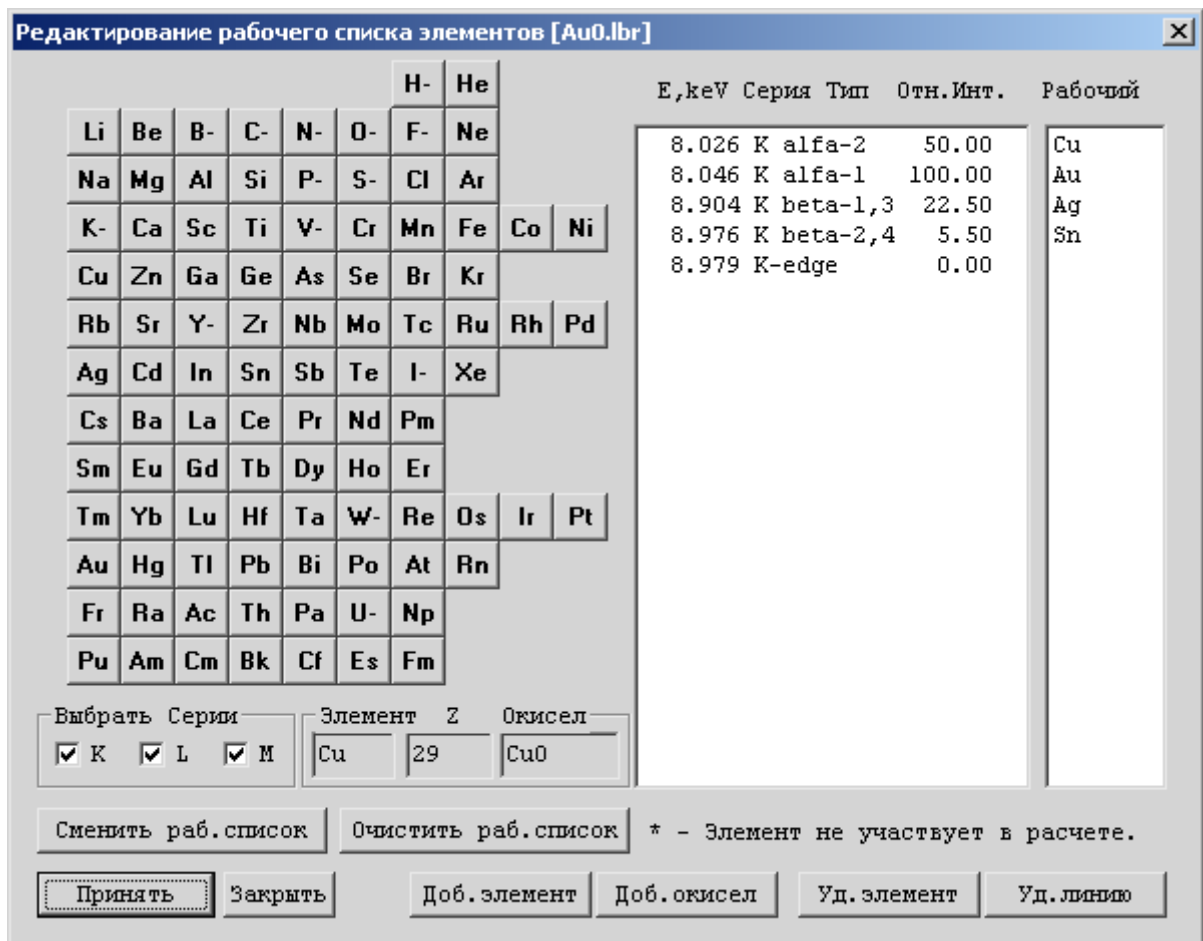 Редактирование рабочего списка элементов [Au0.lbr]
H- He
Li Be B- C- N- O- F- Ne
Na Mg Al Si P- S- Cl Ar
K- Ca Sc Ti V- Cr Mn Fe Co Ni
Cu Zn Ga Ge As Se Br Kr
Rb Sr Y- Zr Nb Mo Tc Ru Rh Pd
Ag Cd In Sn Sb Te I- Xe
Cs Ba La Ce Pr Nd Pm
Sm Eu Gd Tb Dy Ho Er
Tm Yb Lu Hf Ta W- Re Os Ir Pt
Au Hg Tl Pb Bi Po At Rn
Fr Ra Ac Th Pa U- Np
Pu Am Cm Bk Cf Es Fm
E,keV Серия Тип Отн.Инт. Рабочий
8.026 K alfa-2 50.00
8.046 K alfa-1 100.00
8.904 K beta-1,3 22.50
8.976 K beta-2,4 5.50
8.979 K-edge 0.00
Cu
Au
Ag
Sn
Выбрать Серии
K L M
Элемент Z Окисел
Cu 29 CuO
Сменить раб.список Очистить раб.список * - Элемент не участвует в расчете.
Принять Закрыть Доб.элемент Доб.окисел Уд.элемент Уд.линию